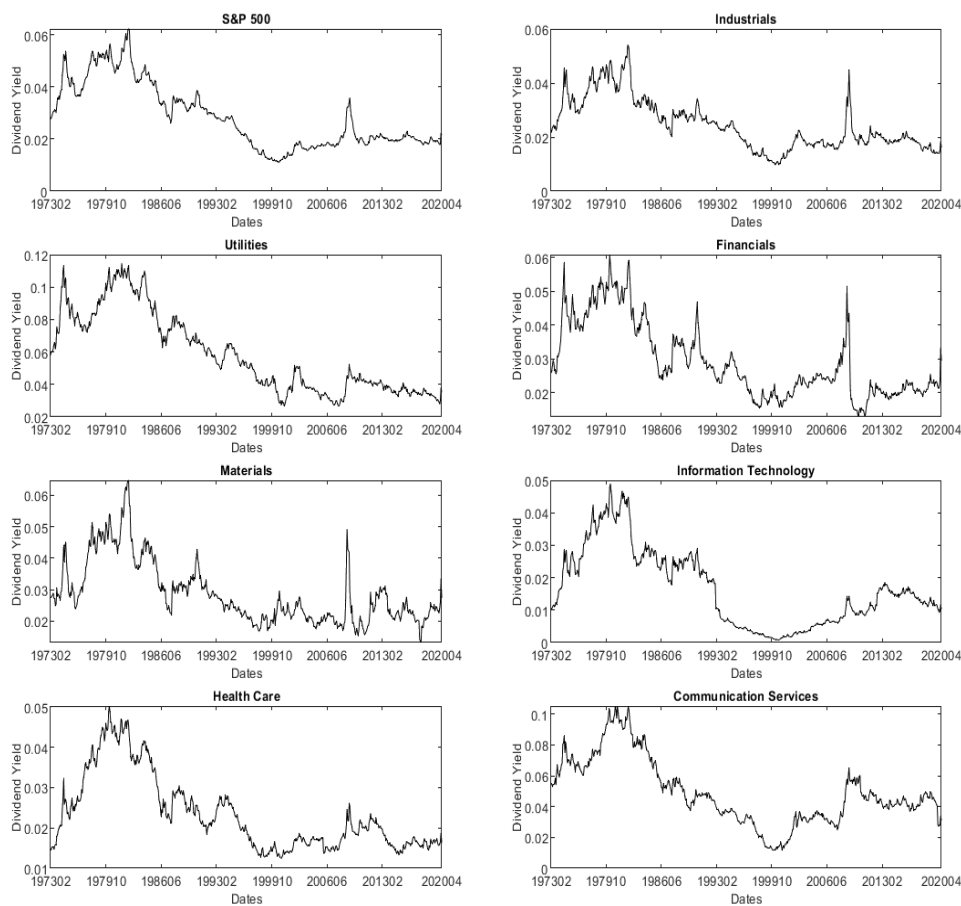 S&P 500
Dividend Yield
0.06
0.04
0.02
0
197302 197910 198606 199302 199910 200606 201302 202004
Dates
Industrials
Dividend Yield
0.06
0.04
0.02
0
197302 197910 198606 199302 199910 200606 201302 202004
Dates
Utilities
Dividend Yield
0.12
0.1
0.08
0.06
0.04
0.02
197302 197910 198606 199302 199910 200606 201302 202004
Dates
Financials
Dividend Yield
0.06
0.05
0.04
0.03
0.02
197302 197910 198606 199302 199910 200606 201302 202004
Dates
Materials
Dividend Yield
0.06
0.05
0.04
0.03
0.02
197302 197910 198606 199302 199910 200606 201302 202004
Dates
Information Technology
Dividend Yield
0.05
0.04
0.03
0.02
0.01
0
197302 197910 198606 199302 199910 200606 201302 202004
Dates
Health Care
Dividend Yield
0.05
0.04
0.03
0.02
0.01
197302 197910 198606 199302 199910 200606 201302 202004
Dates
Communication Services
Dividend Yield
0.1
0.08
0.06
0.04
0.02
0
197302 197910 198606 199302 199910 200606 201302 202004
Dates